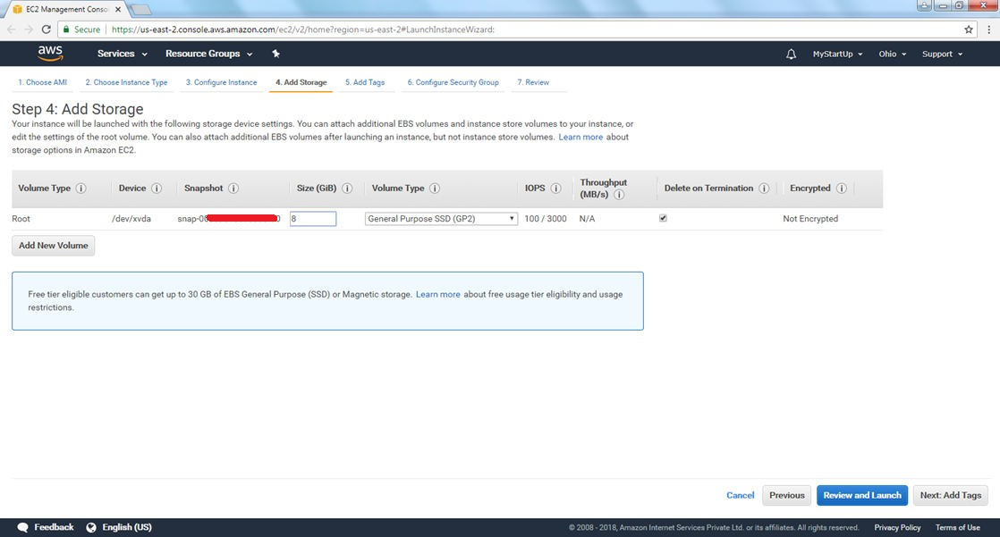 EC2 Management Conso
Secure https://us-east-2.console.aws.amazon.com/ec2/v2/home?region=us-east-2#LaunchInstanceWizard:
aws Services Resource Groups MyStartUp Ohio Support
1. Choose AMI 2. Choose Instance Type 3. Configure Instance 4. Add Storage 5. Add Tags 6. Configure Security Group 7. Review
Step 4: Add Storage
Your instance will be launched with the following storage device settings. You can attach additional EBS volumes and instance store volumes to your instance, or
edit the settings of the root volume. You can also attach additional EBS volumes after launching an instance, but not instance store volumes. Learn more about
storage options in Amazon EC2.
Volume Type Device Snapshot Size (GiB) Volume Type IOPS Throughput (MB/s) Delete on Termination Encrypted
Root /dev/xvda snap-0 8 General Purpose SSD (GP2) 100 / 3000 N/A Not Encrypted
Add New Volume
Free tier eligible customers can get up to 30 GB of EBS General Purpose (SSD) or Magnetic storage. Learn more about free usage tier eligibility and usage
restrictions.
Cancel Previous Review and Launch Next: Add Tags
Feedback English (US) © 2008 - 2018, Amazon Internet Services Private Ltd. or its affiliates. All rights reserved. Privacy Policy Terms of Use